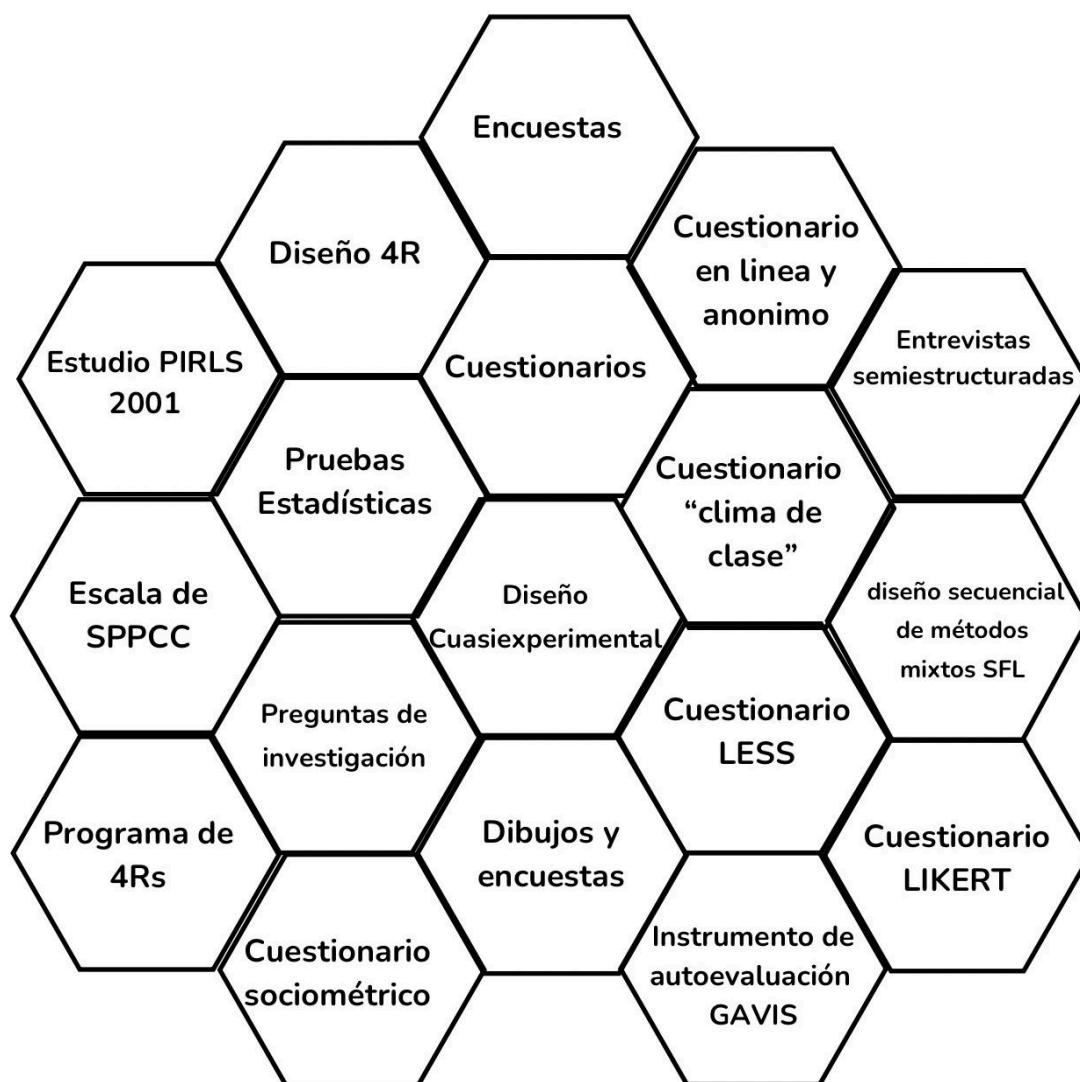 Encuestas
Diseño 4R
Cuestionario
en linea y
anonimo
Estudio PIRLS
2001
Cuestionarios
Entrevistas
semiestructuradas
Pruebas
Estadísticas
Cuestionario
“clima de
clase”
Escala de
SPPCC
Diseño
Cuasiexperimental
diseño secuencial
de métodos
mixtos SFL
Preguntas de
investigación
Cuestionario
LESS
Programa de
4Rs
Dibujos y
encuestas
Cuestionario
LIKERT
Cuestionario
sociométrico
Instrumento de
autoevaluación
GAVIS